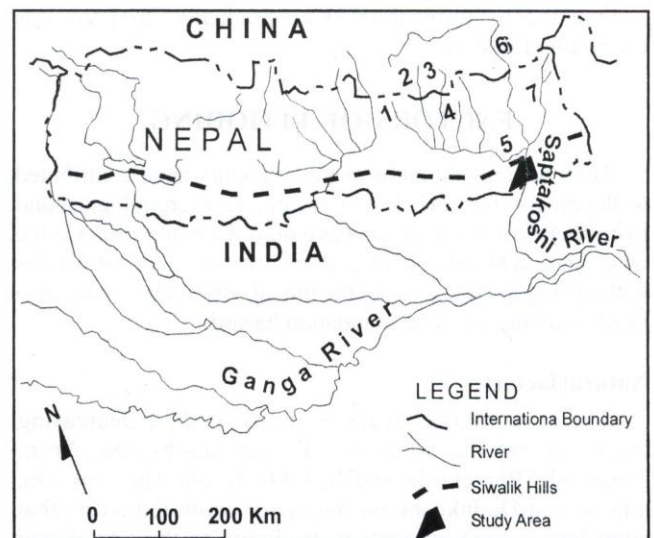 CHINA
6
2
3
7
1
4
NEPAL
5
Saptakoshi River
INDIA
Ganga River
N
LEGEND
Internationa Boundary
River
Siwalik Hills
Study Area
0 100 200 Km